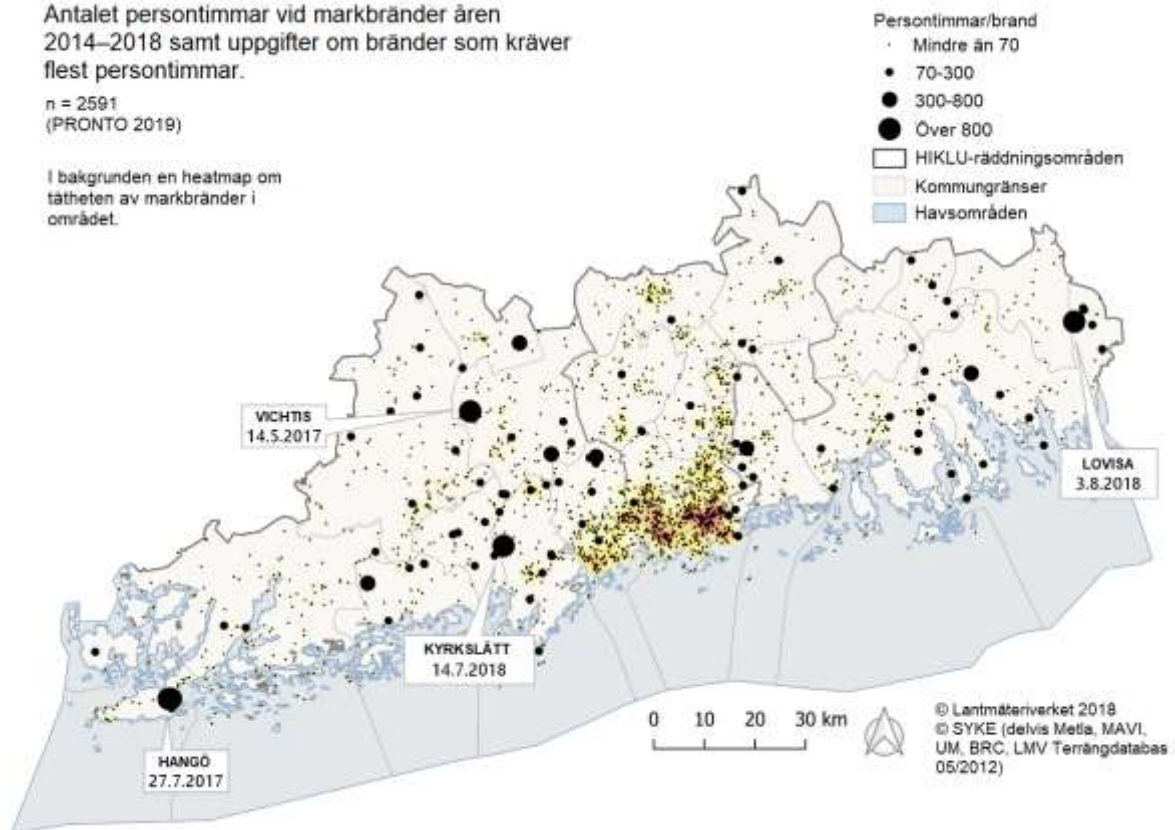 Antalet persontimmar vid markbränder åren
2014–2018 samt uppgifter om bränder som kräver
flest persontimmar.
n = 2591
(PRONTO 2019)
I bakgrunden en heatmap om
tätheten av markbränder i
området.
Persontimmar/brand
Mindre än 70
70-300
300-800
Över 800
HIKLU-räddningsområden
Kommungränser
Havsområden
VICHTIS
14.5.2017
LOVISA
3.8.2018
KYRKSLÄTT
14.7.2018
HANGÖ
27.7.2017
0 10 20 30 km
© Lantmäteriverket 2018
© SYKE (delvis Metla, MAVI,
UM, BRC, LMV Terrängdatabas
05/2012)